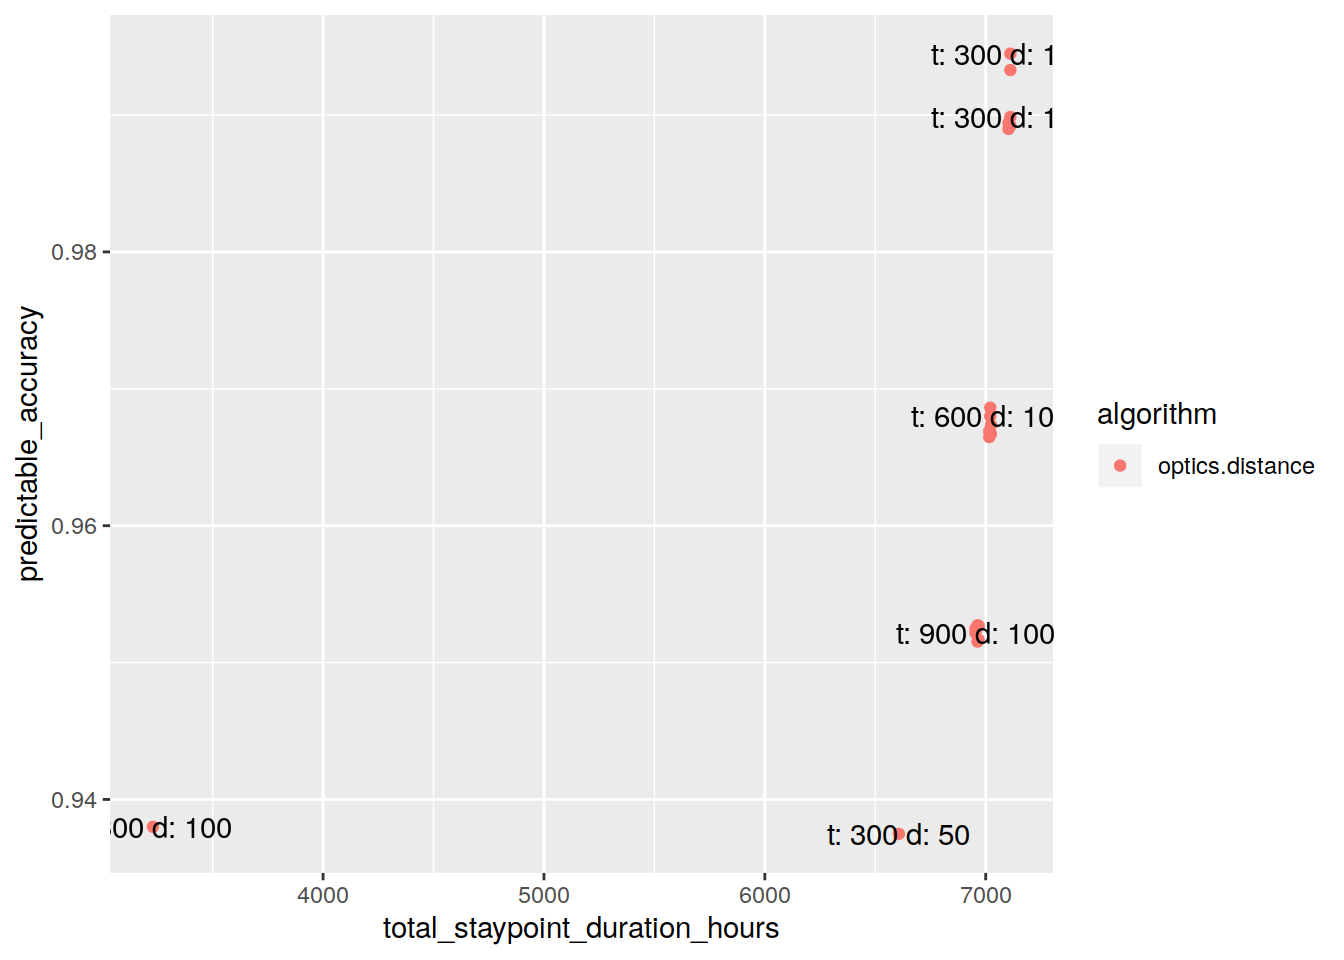 t: 300 d: 1
t: 300 d: 1
0.98
predictable_accuracy
t: 600 d: 10
algorithm
optics.distance
0.96
t: 900 d: 100
0.94
00 d: 100
t: 300 d: 50
4000 5000 6000 7000
total_staypoint_duration_hours